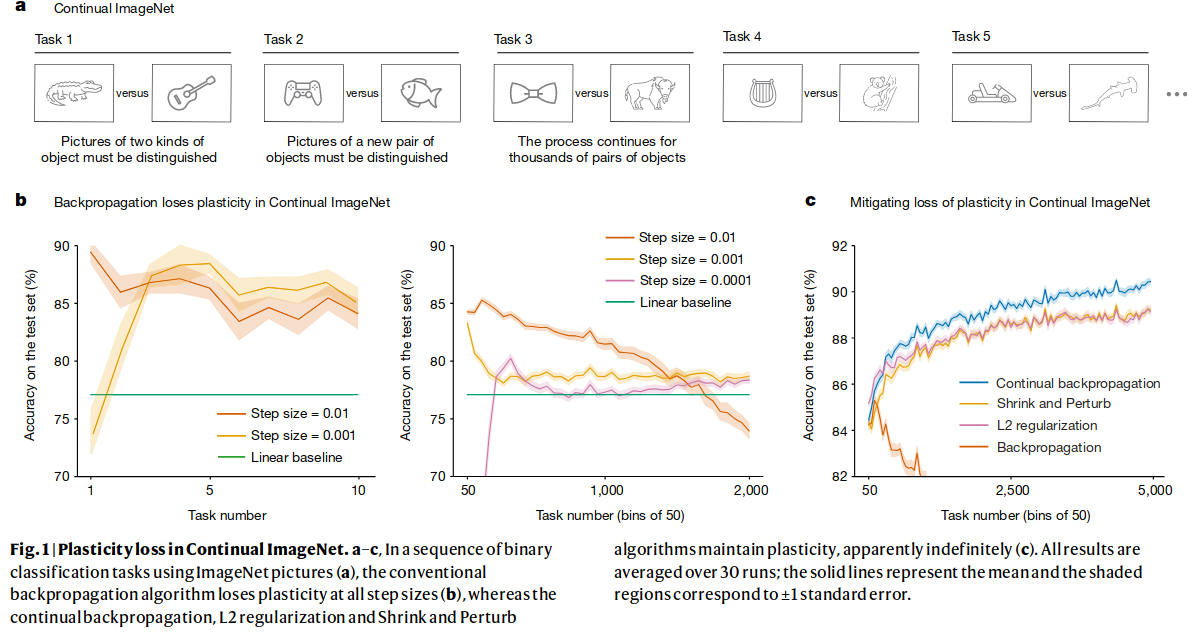 a Continual ImageNet
Task 1
Task 2
Task 3
Task 4
Task 5
versus
versus
versus
versus
versus
Pictures of two kinds of
object must be distinguished
Pictures of a new pair of
objects must be distinguished
The process continues for
thousands of pairs of objects
b Backpropagation loses plasticity in Continual ImageNet
Accuracy on the test set (%)
90
85
80
75
70
Step size = 0.01
Step size = 0.001
Linear baseline
1 5 10
Task number
Accuracy on the test set (%)
90
85
80
75
70
Step size = 0.01
Step size = 0.001
Step size = 0.0001
Linear baseline
50 1,000 2,000
Task number (bins of 50)
c Mitigating loss of plasticity in Continual ImageNet
Accuracy on the test set (%)
92
90
88
86
84
82
Continual backpropagation
Shrink and Perturb
L2 regularization
Backpropagation
50 2,500 5,000
Task number (bins of 50)
Fig. 1 | Plasticity loss in Continual ImageNet. a–c, In a sequence of binary
classification tasks using ImageNet pictures (a), the conventional
backpropagation algorithm loses plasticity at all step sizes (b), whereas the
continual backpropagation, L2 regularization and Shrink and Perturb
algorithms maintain plasticity, apparently indefinitely (c). All results are
averaged over 30 runs; the solid lines represent the mean and the shaded
regions correspond to ±1 standard error.